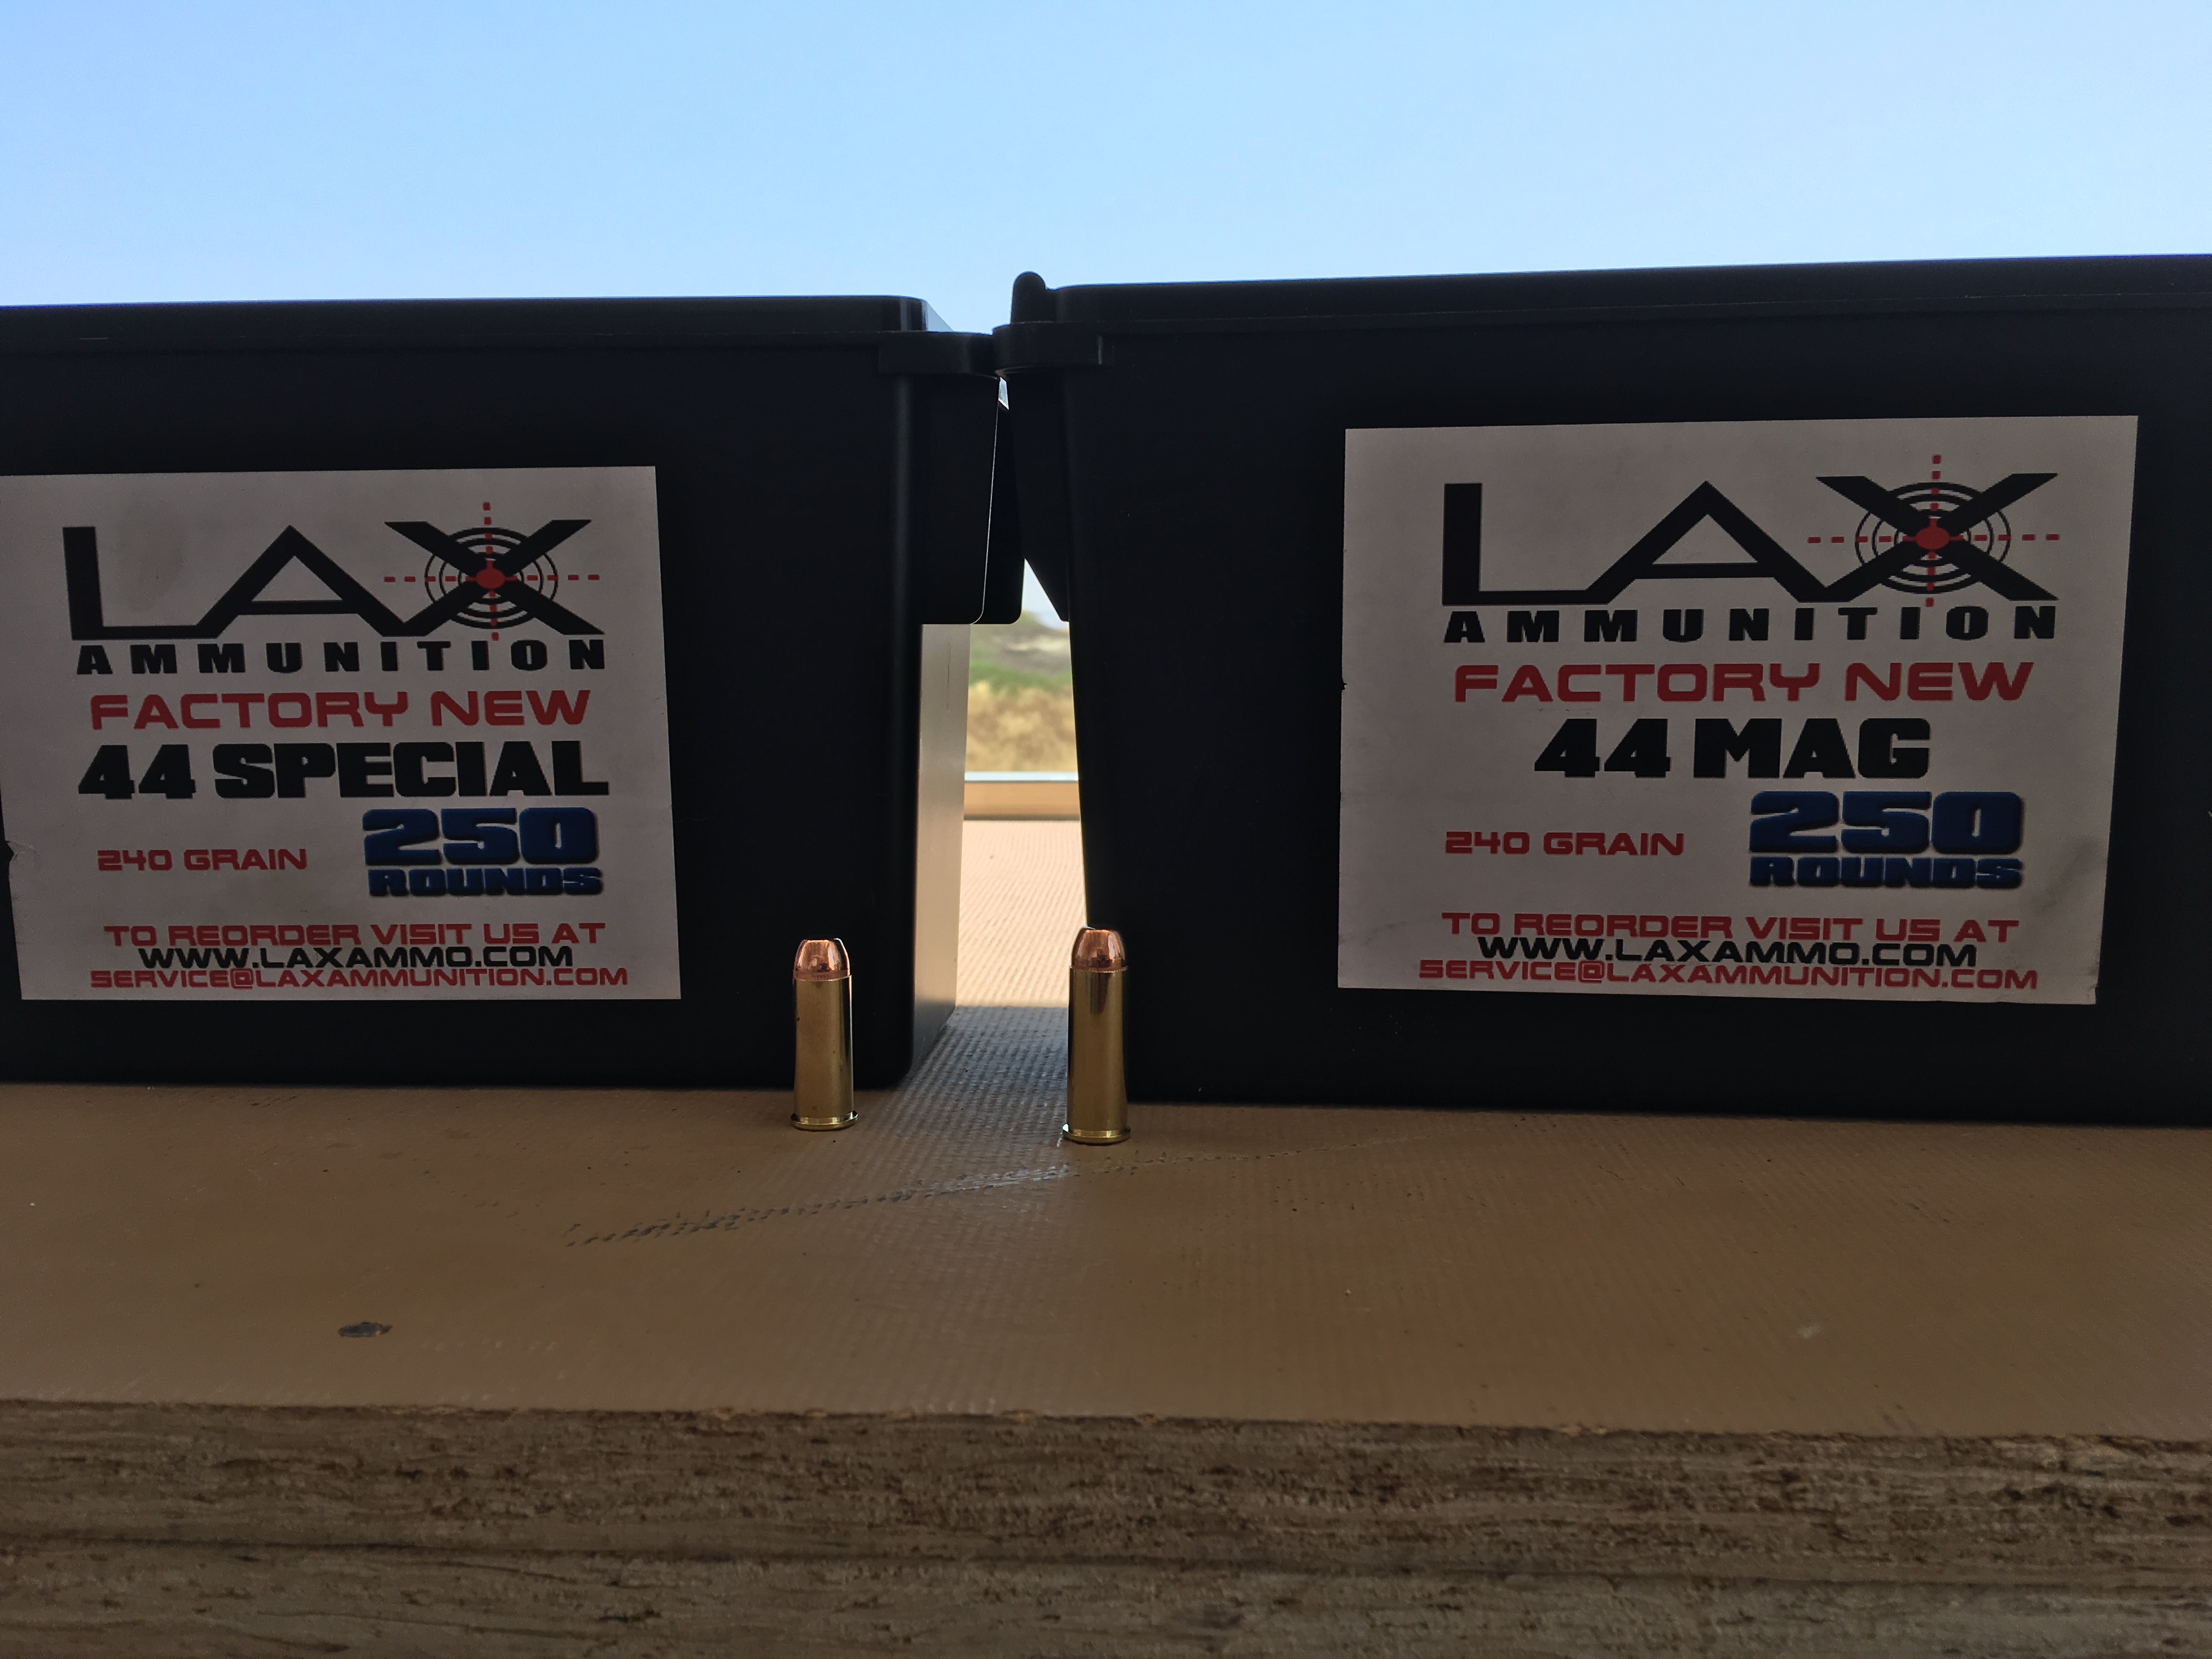 LAX
AMMUNITION
FACTORY NEW
44 SPECIAL
240 GRAIN
250
ROUNDS
TO REORDER VISIT US AT
WWW.LAXAMMO.COM
SERVICE@LAXAMMUNITION.COM
LAX
AMMUNITION
FACTORY NEW
44 MAG
240 GRAIN
250
ROUNDS
TO REORDER VISIT US AT
WWW.LAXAMMO.COM
SERVICE@LAXAMMUNITION.COM